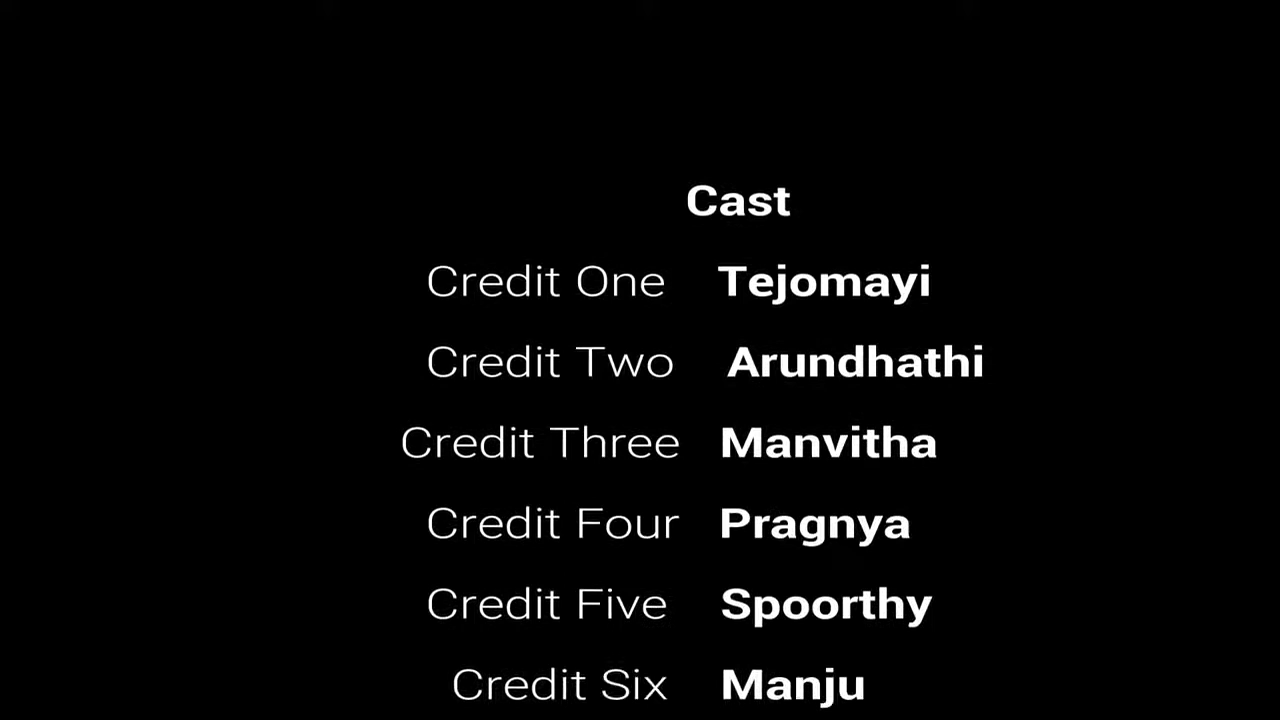 Cast
Credit One Tejomayi
Credit Two Arundhathi
Credit Three Manvitha
Credit Four Pragnya
Credit Five Spoorthy
Credit Six Manju